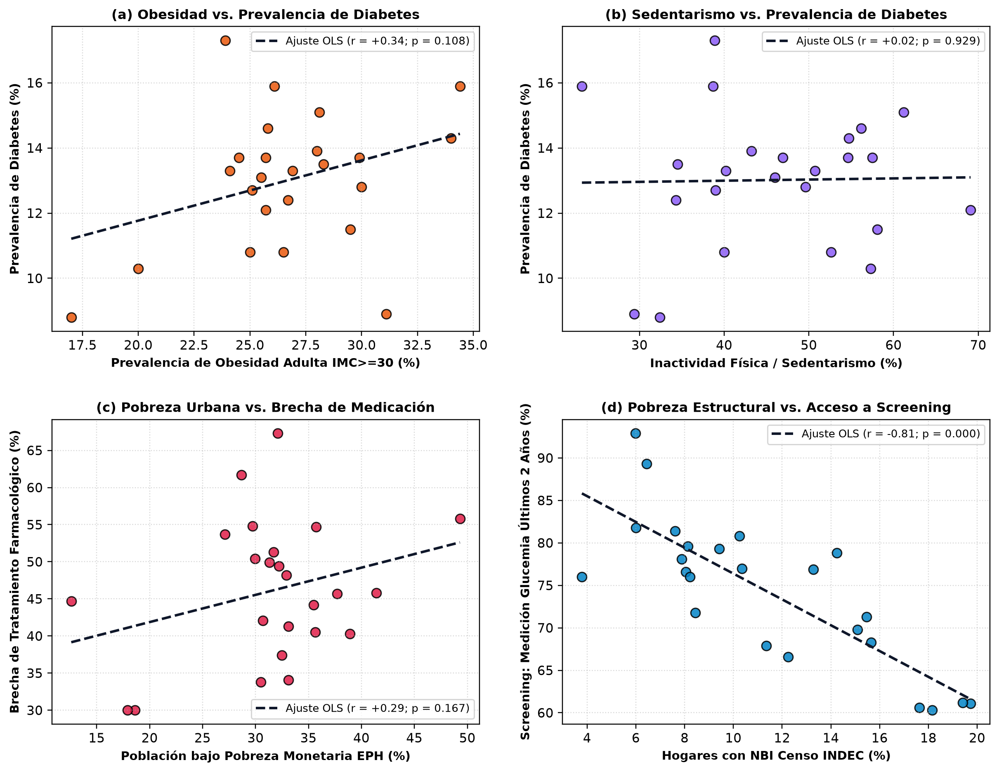 (a) Obesidad vs. Prevalencia de Diabetes
Ajuste OLS (r = +0.34; p = 0.108)
Prevalencia de Diabetes (%)
16
14
12
10
17.5 20.0 22.5 25.0 27.5 30.0 32.5 35.0
Prevalencia de Obesidad Adulta IMC>=30 (%)
(b) Sedentarismo vs. Prevalencia de Diabetes
Ajuste OLS (r = +0.02; p = 0.929)
Prevalencia de Diabetes (%)
16
14
12
10
30 40 50 60 70
Inactividad Física / Sedentarismo (%)
(c) Pobreza Urbana vs. Brecha de Medicación
Brecha de Tratamiento Farmacológico (%)
65
60
55
50
45
40
35
30
Ajuste OLS (r = +0.29; p = 0.167)
15 20 25 30 35 40 45 50
Población bajo Pobreza Monetaria EPH (%)
(d) Pobreza Estructural vs. Acceso a Screening
Ajuste OLS (r = -0.81; p = 0.000)
Screening: Medición Glucemia Últimos 2 Años (%)
90
85
80
75
70
65
60
4 6 8 10 12 14 16 18 20
Hogares con NBI Censo INDEC (%)